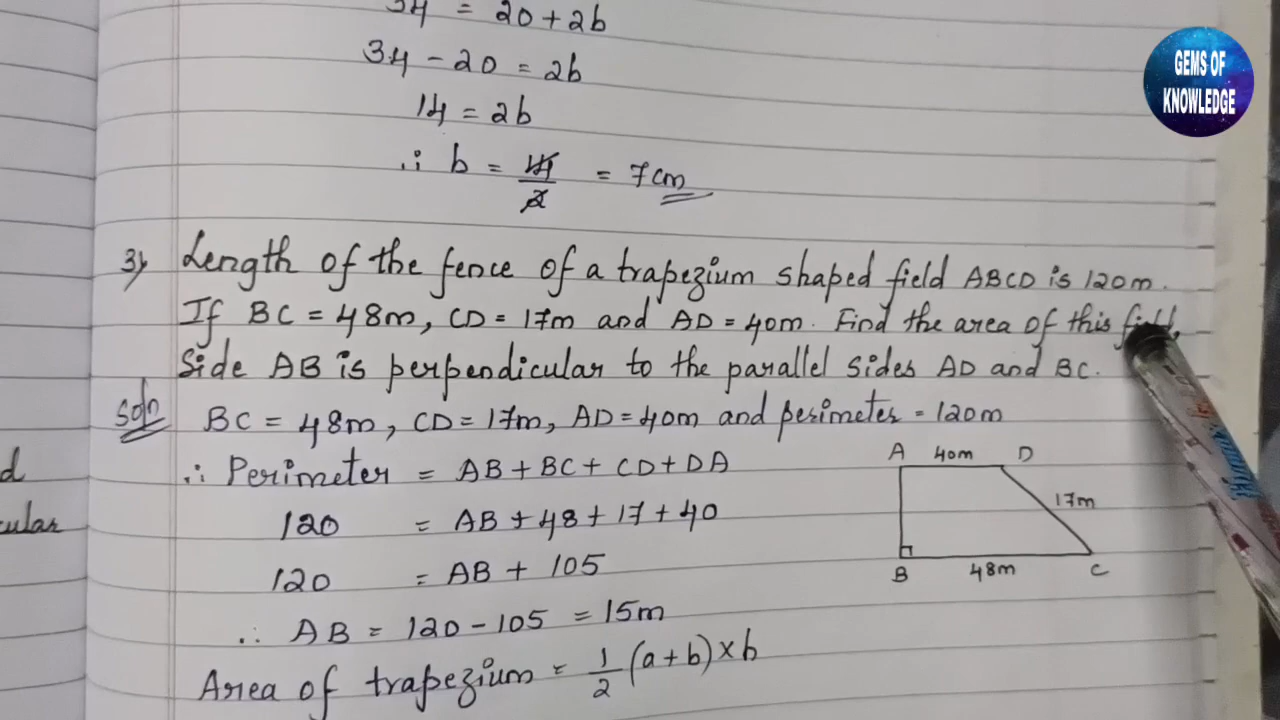 34 = 20 + 2b
34 - 20 = 2b
14 = 2b
∴ b = 14/2 = 7cm
GEMS OF
KNOWLEDGE
3) Length of the fence of a trapezium shaped field ABCD is 120m.
If BC = 48m, CD = 17m and AD = 40m. Find the area of this field,
Side AB is perpendicular to the parallel sides AD and BC.
Soln BC = 48m, CD = 17m, AD = 40m and perimeter = 120m
∴ Perimeter = AB + BC + CD + DA
120 = AB + 48 + 17 + 40
120 = AB + 105
∴ AB = 120 - 105 = 15m
Area of trapezium = 1/2 (a + b) × b
A 40m D
17m
B 48m C
d
cular